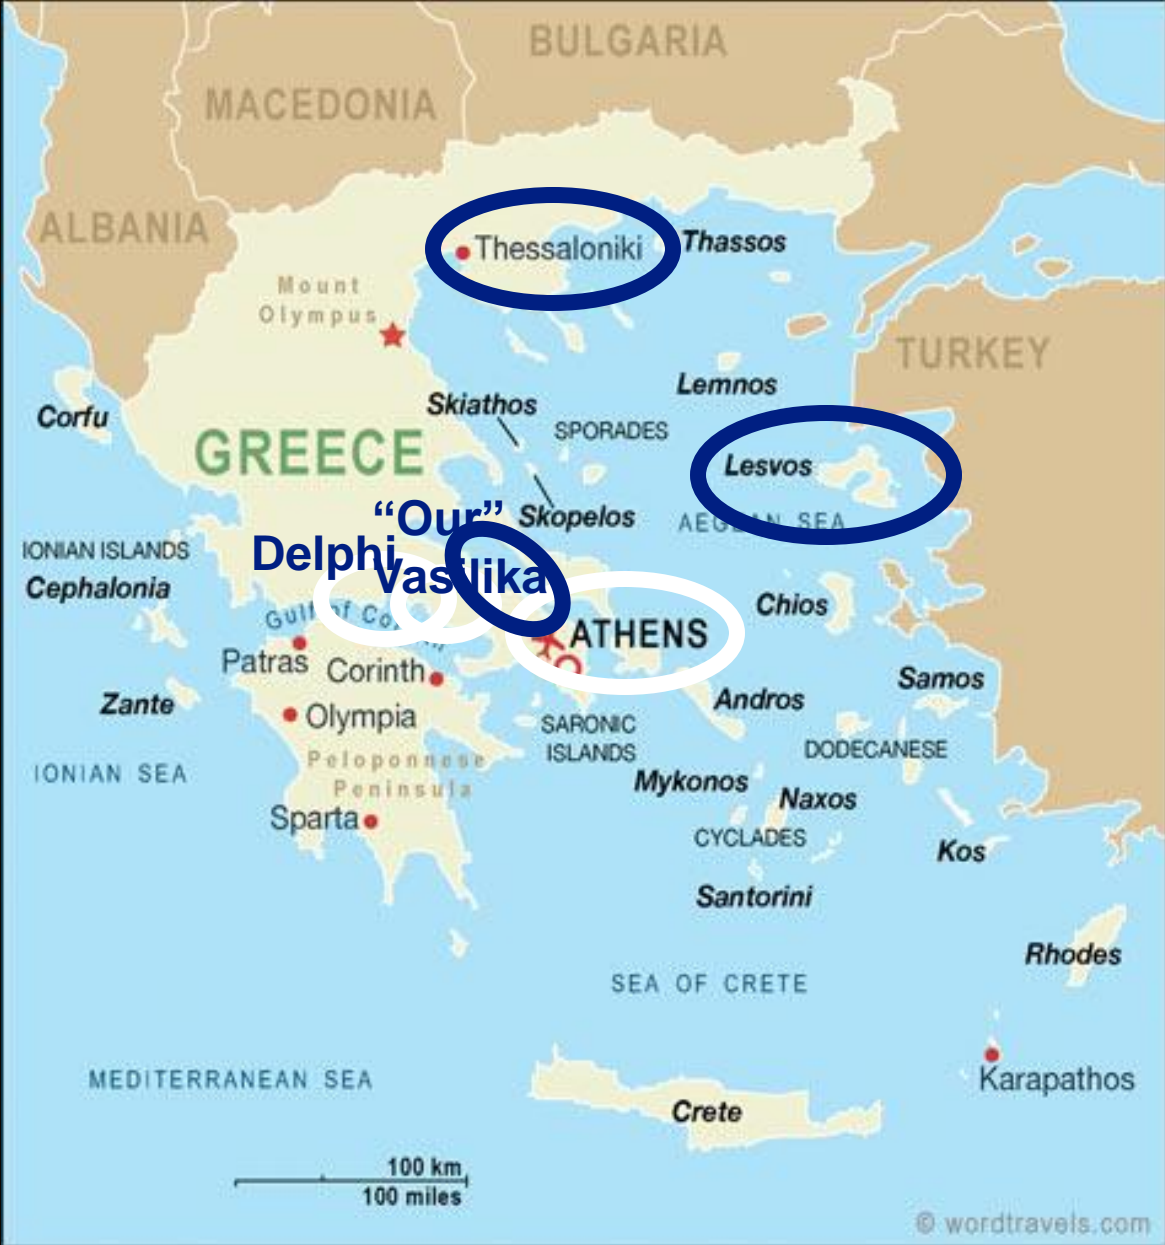 BULGARIA
MACEDONIA
ALBANIA
Thessaloniki
Thassos
Mount
Olympus
TURKEY
Lemnos
Corfu
Skiathos
SPORADES
GREECE
Lesvos
“Our”
Skopelos
AEGEAN SEA
IONIAN ISLANDS
Delphi
Vasilika
Cephalonia
Chios
Gulf of Corinth
ATHENS
Patras
Corinth
Samos
Zante
Andros
Olympia
SARONIC
ISLANDS
DODECANESE
Peloponnese
Peninsula
IONIAN SEA
Mykonos
Naxos
Sparta
CYCLADES
Kos
Santorini
Rhodes
SEA OF CRETE
Karapathos
MEDITERRANEAN SEA
Crete
100 km
100 miles
© wordtravels.com